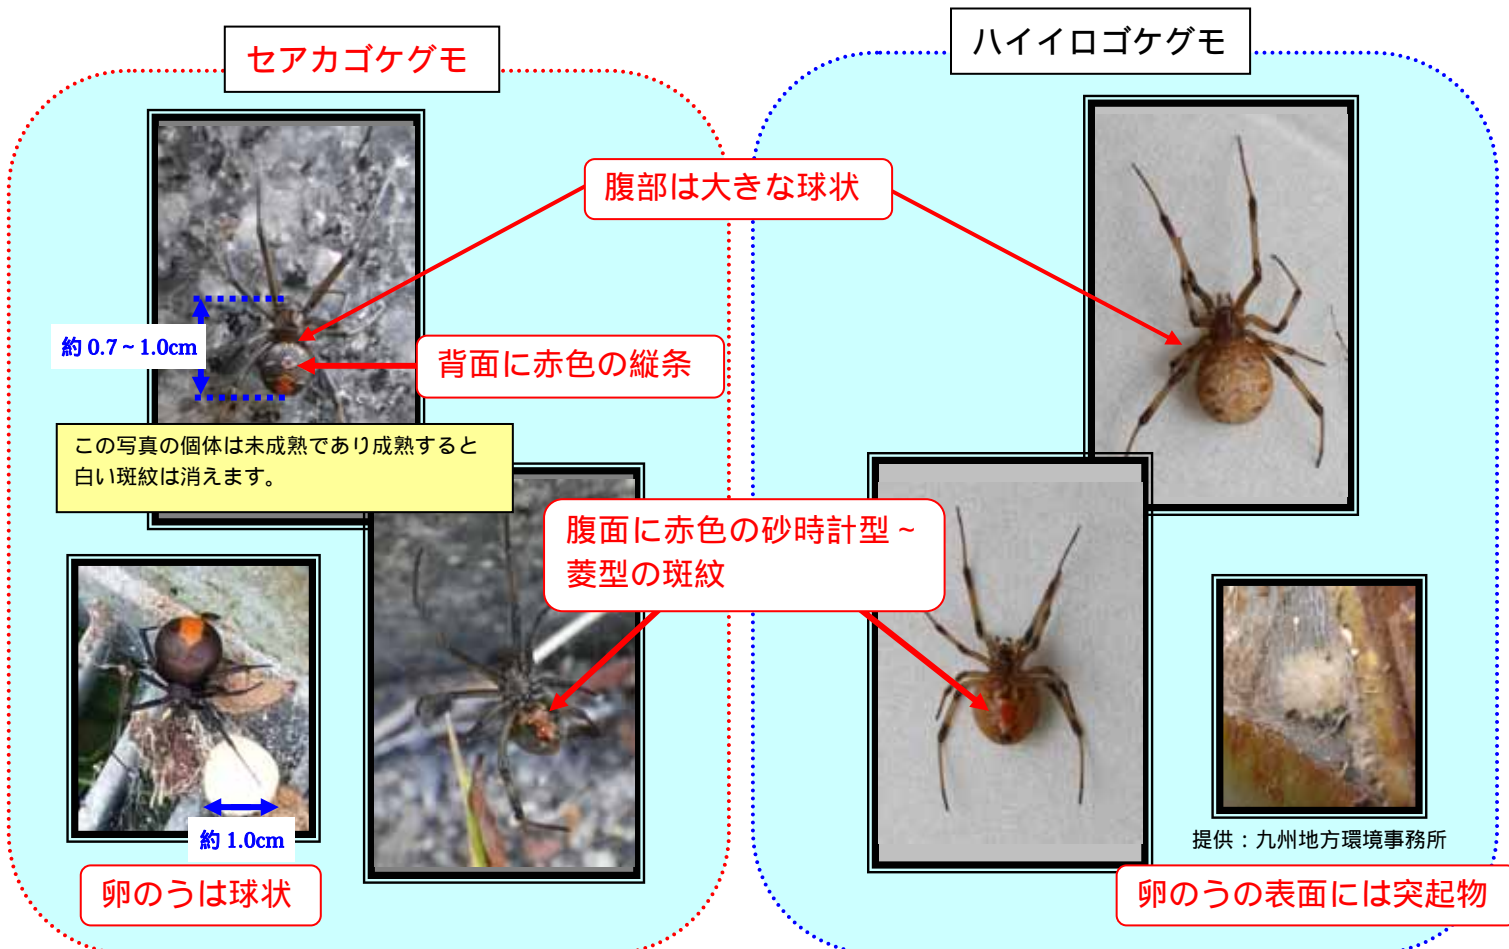 セアカゴケグモ
ハイイロゴケグモ
腹部は大きな球状
約 0.7～1.0cm
背面に赤色の縦条
この写真の個体は未成熟であり成熟すると
白い斑紋は消えます。
腹面に赤色の砂時計型～
菱型の斑紋
約 1.0cm
卵のうは球状
提供：九州地方環境事務所
卵のうの表面には突起物